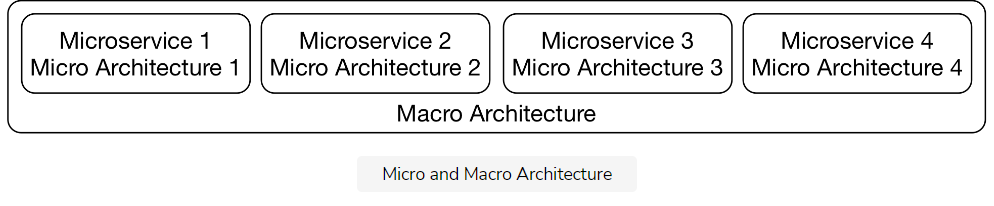 Microservice 1
Micro Architecture 1
Microservice 2
Micro Architecture 2
Microservice 3
Micro Architecture 3
Microservice 4
Micro Architecture 4
Macro Architecture
Micro and Macro Architecture